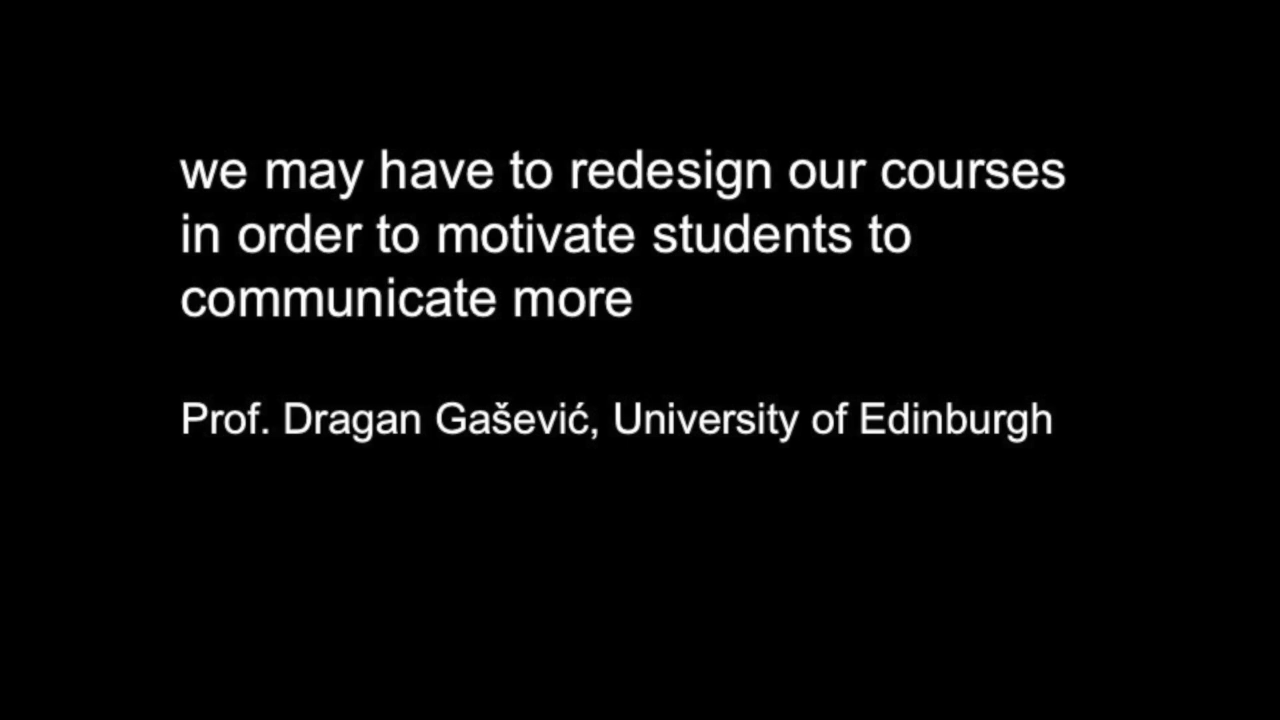 we may have to redesign our courses
in order to motivate students to
communicate more
Prof. Dragan Gašević, University of Edinburgh